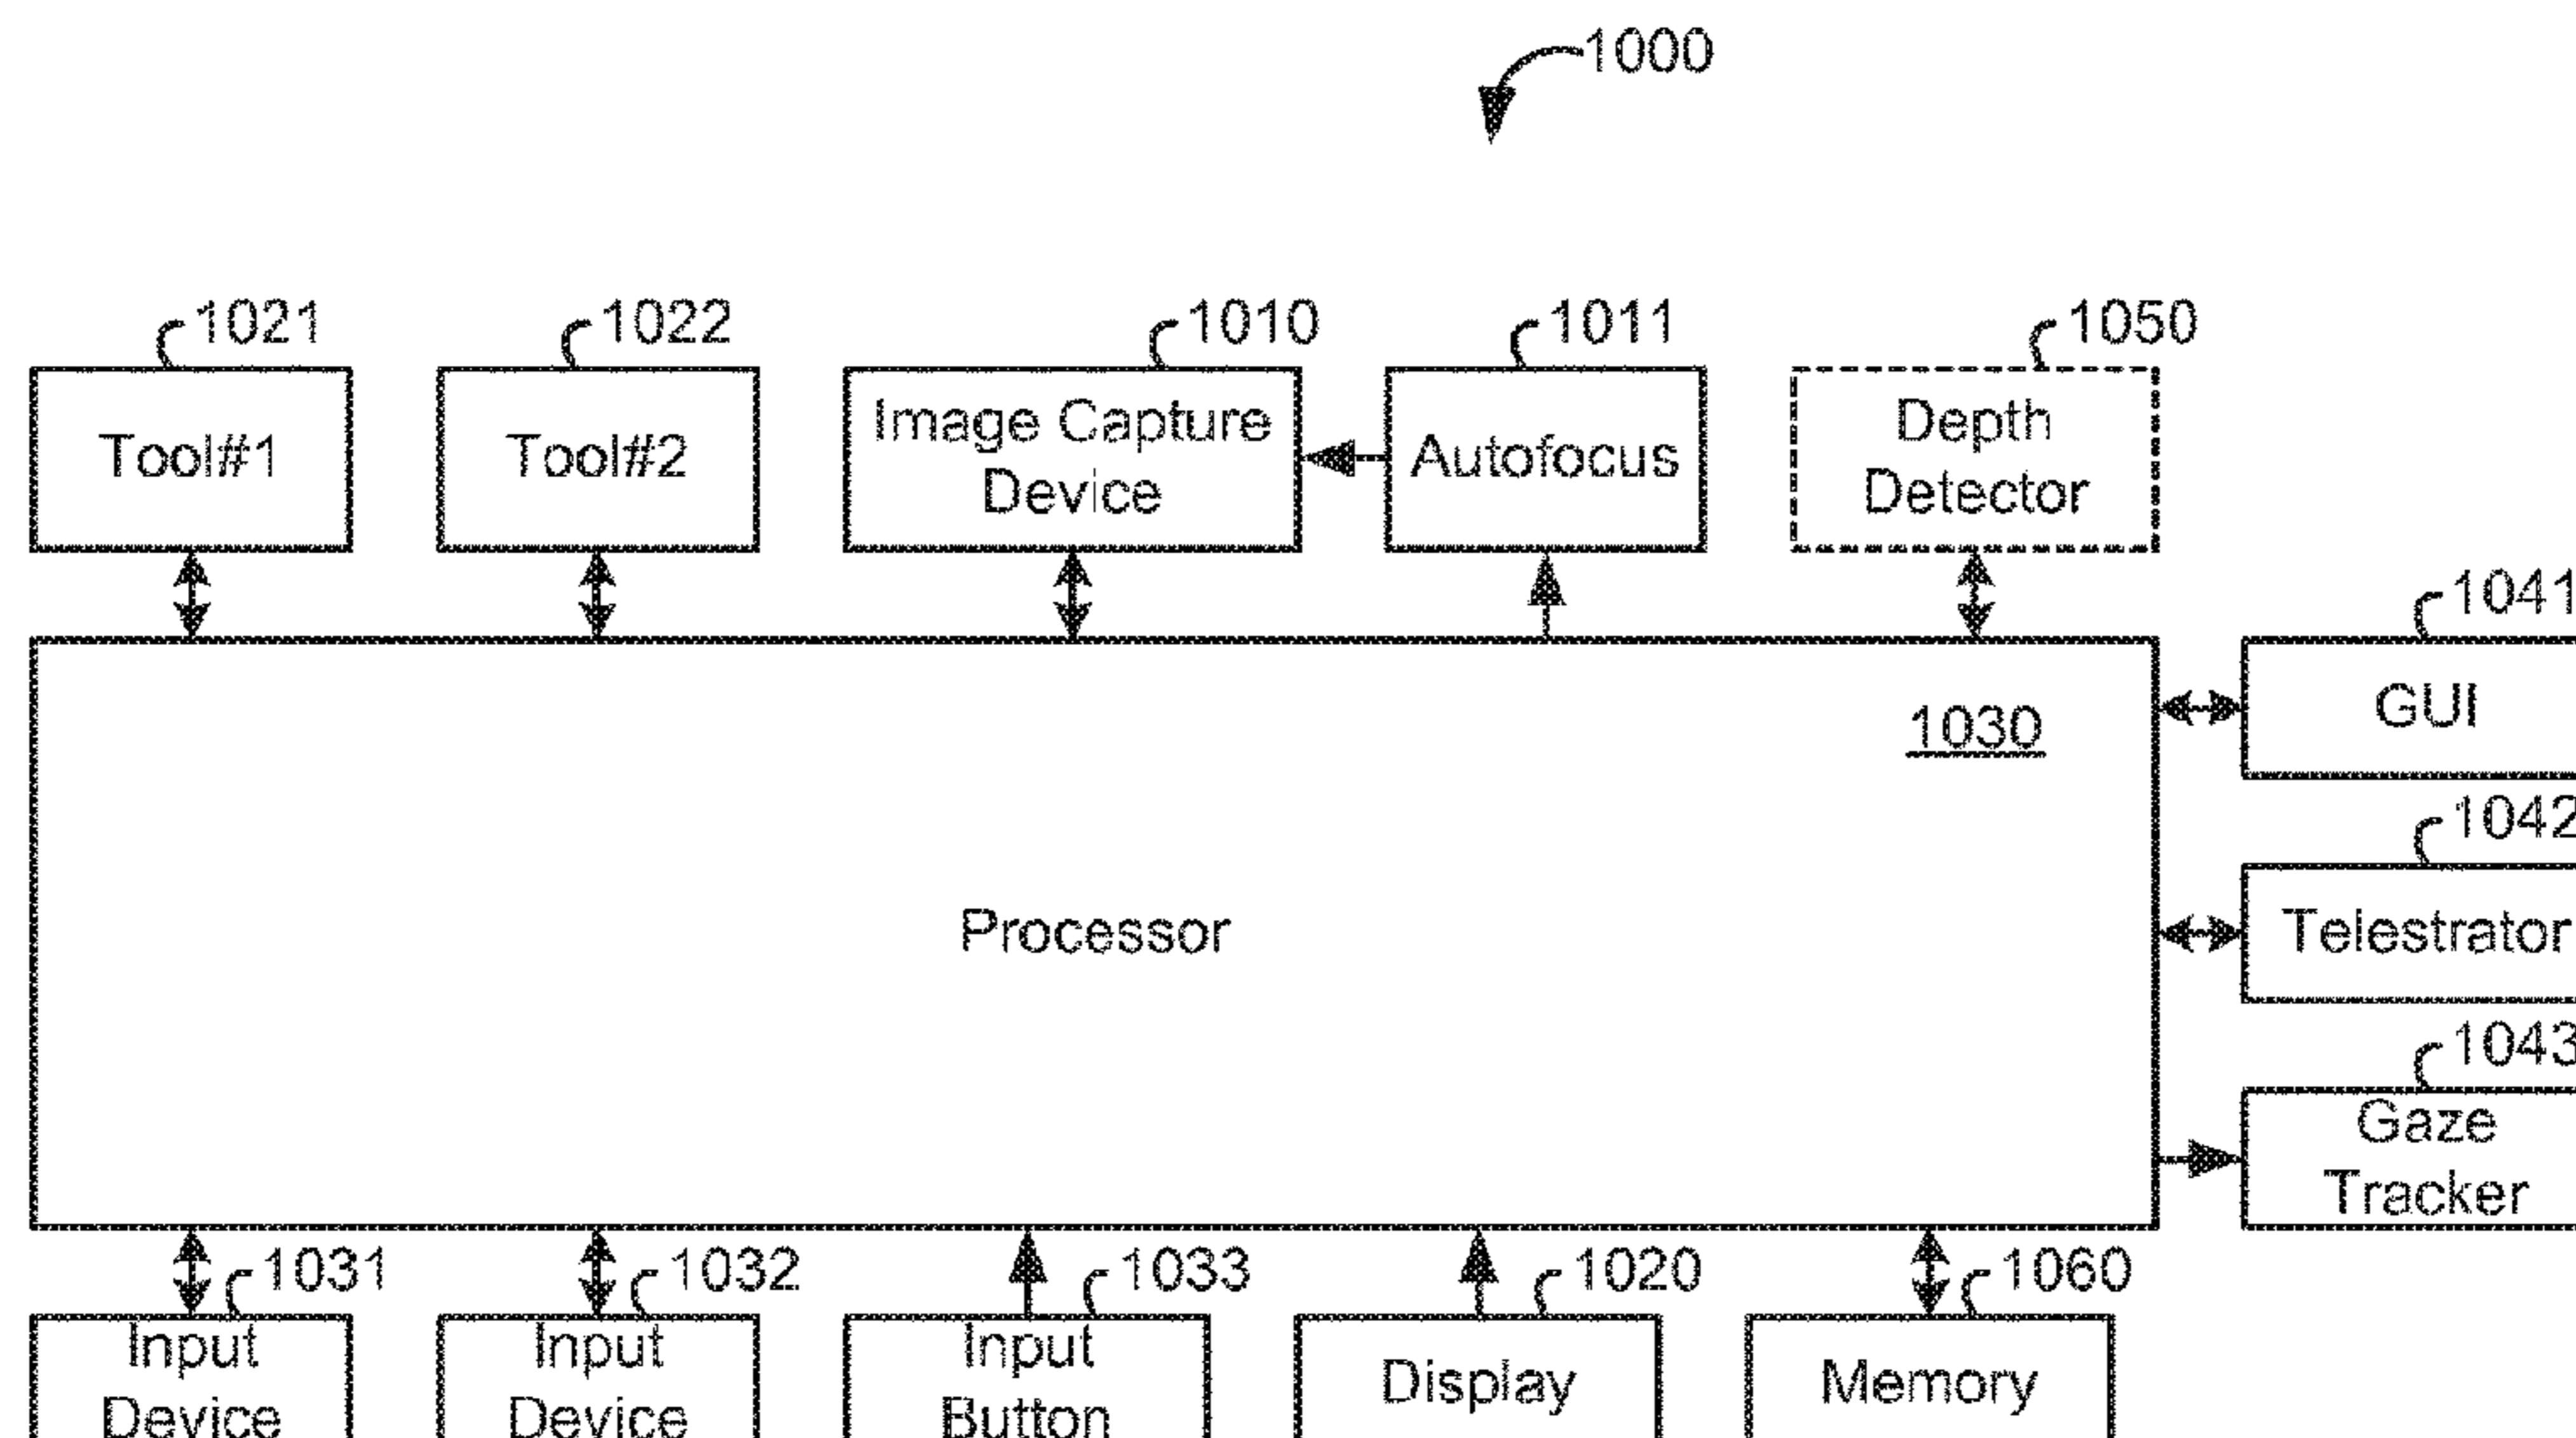 1000
1021
1022
1010
1011
1050
Tool#1
Tool#2
Image Capture
Device
Autofocus
Depth
Detector
1041
1030
GUI
1042
Processor
Telestrator
1043
Gaze
Tracker
1031
1032
1033
1020
1060
Input
Device
Input
Device
Input
Button
Display
Memory